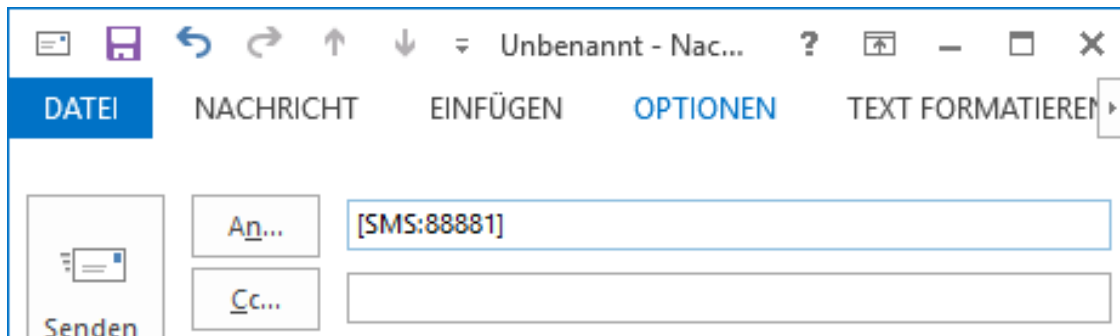 Unbenannt - Nac... ?
DATEI NACHRICHT EINFÜGEN OPTIONEN TEXT FORMATIEREN
An... [SMS:88881]
Cc...
Senden